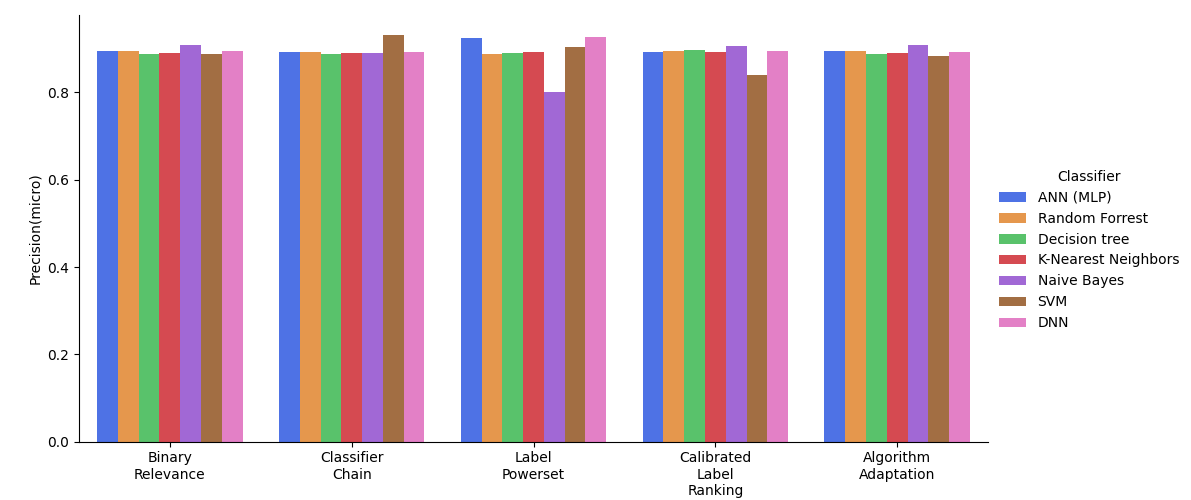 Precision(micro)
0.8
0.6
0.4
0.2
0.0
Binary
Relevance
Classifier
Chain
Label
Powerset
Calibrated
Label
Ranking
Algorithm
Adaptation
Classifier
ANN (MLP)
Random Forrest
Decision tree
K-Nearest Neighbors
Naive Bayes
SVM
DNN